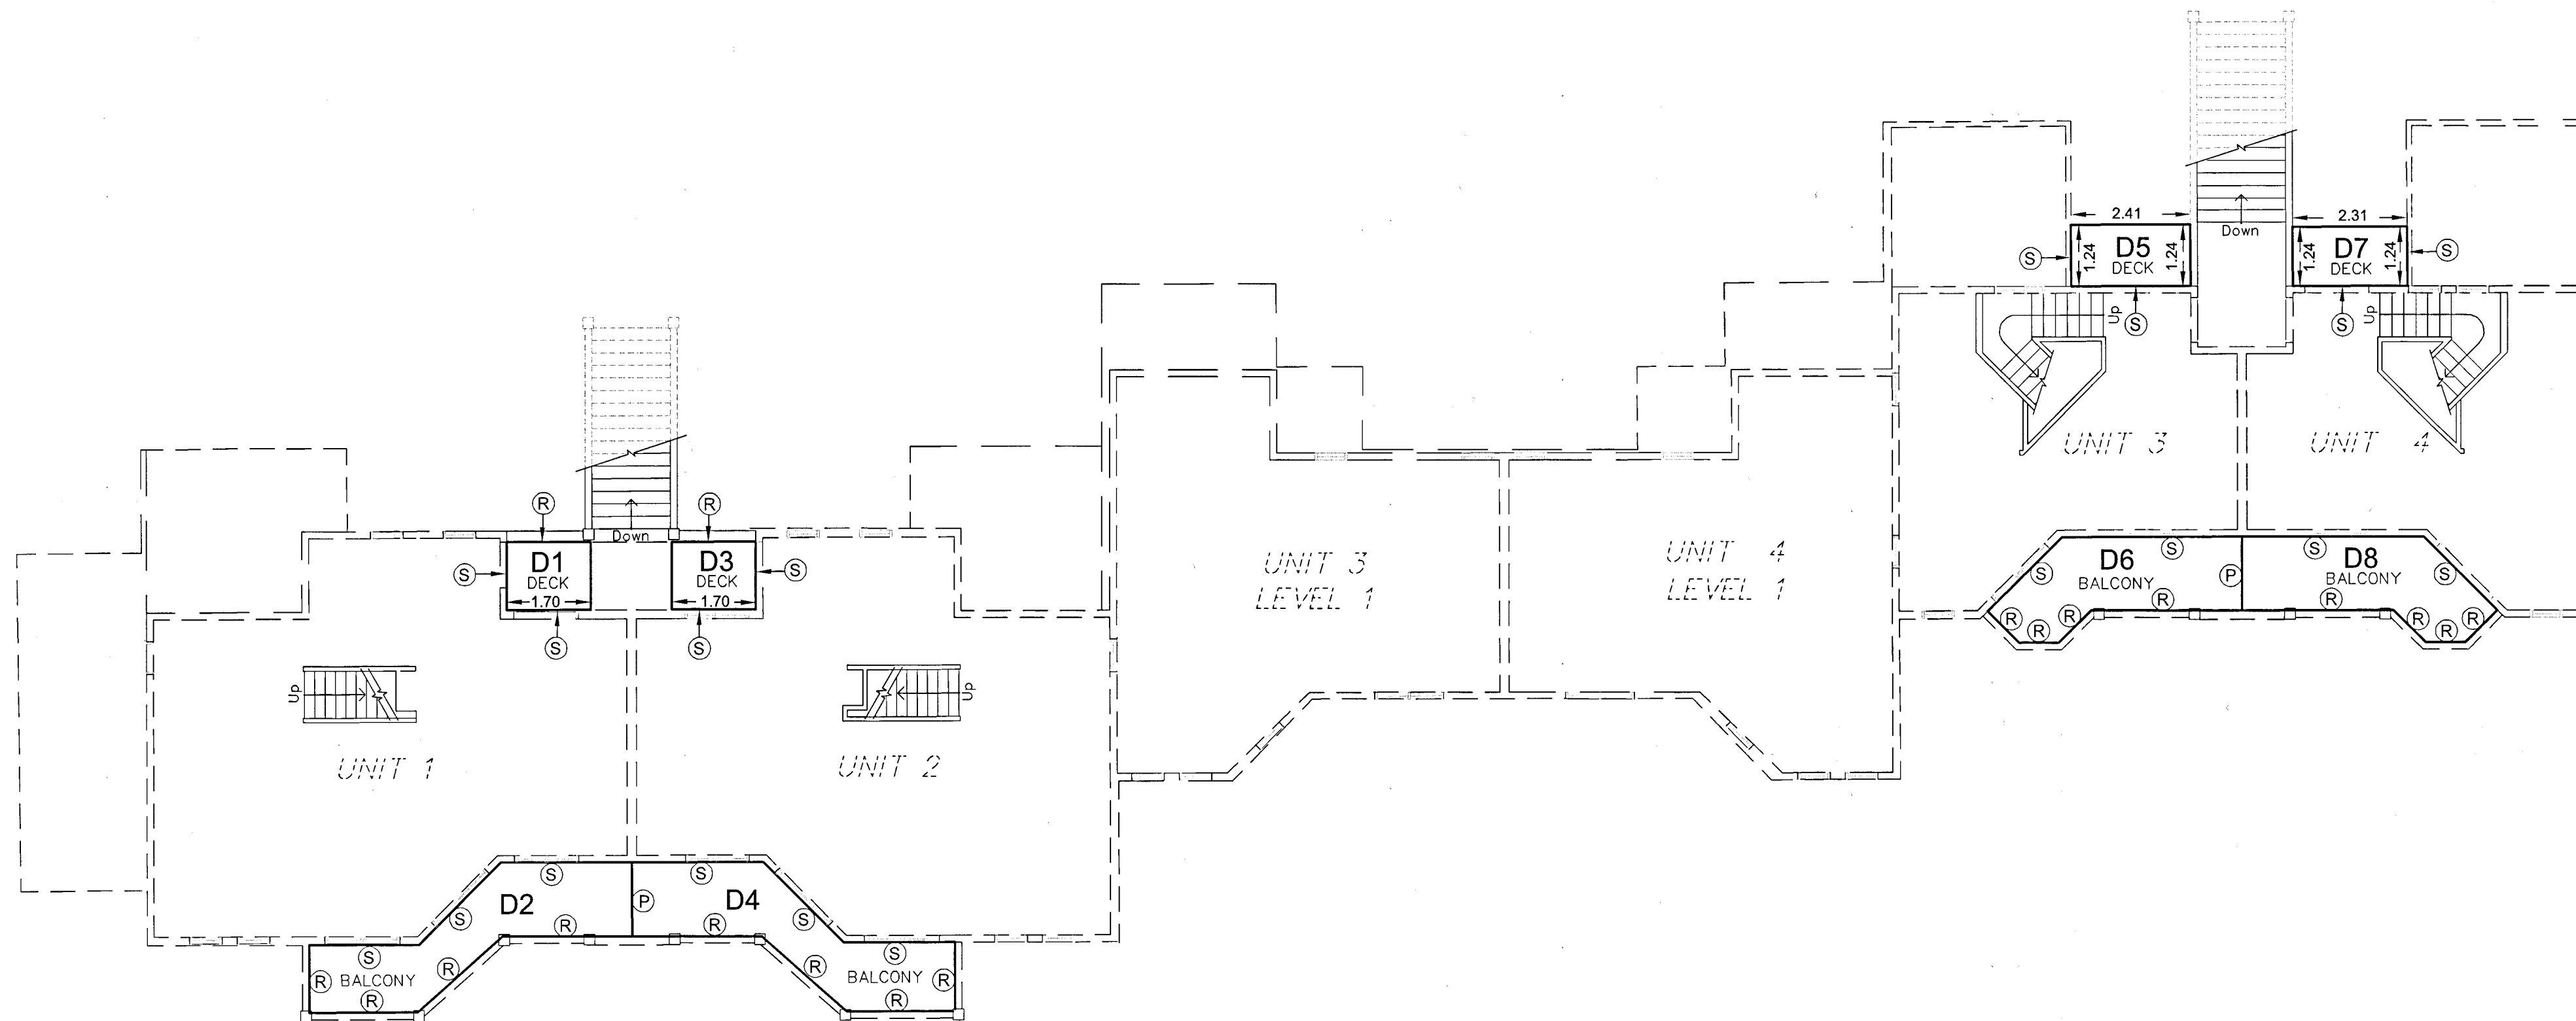 2.41
2.31
Down
D5
DECK
1.24
1.24
D7
DECK
1.24
1.24
S
S
Up
S
S
Up
UNIT 3
UNIT 4
R
R
Down
D1
DECK
1.70
D3
DECK
1.70
S
S
S
S
UNIT 3
LEVEL 1
UNIT 4
LEVEL 1
D6
BALCONY
D8
BALCONY
S
S
S
P
S
R
R
R
R
R
R
R
R
Up
Up
UNIT 1
UNIT 2
S
S
D2
P
D4
S
S
R
R
S
S
R
BALCONY
R
R
BALCONY
R
R
R